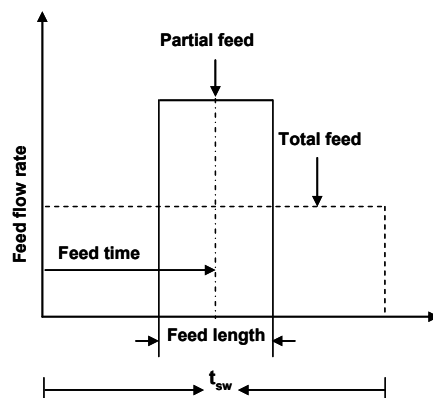 Partial feed
Total feed
Feed flow rate
Feed time
Feed length
tsw